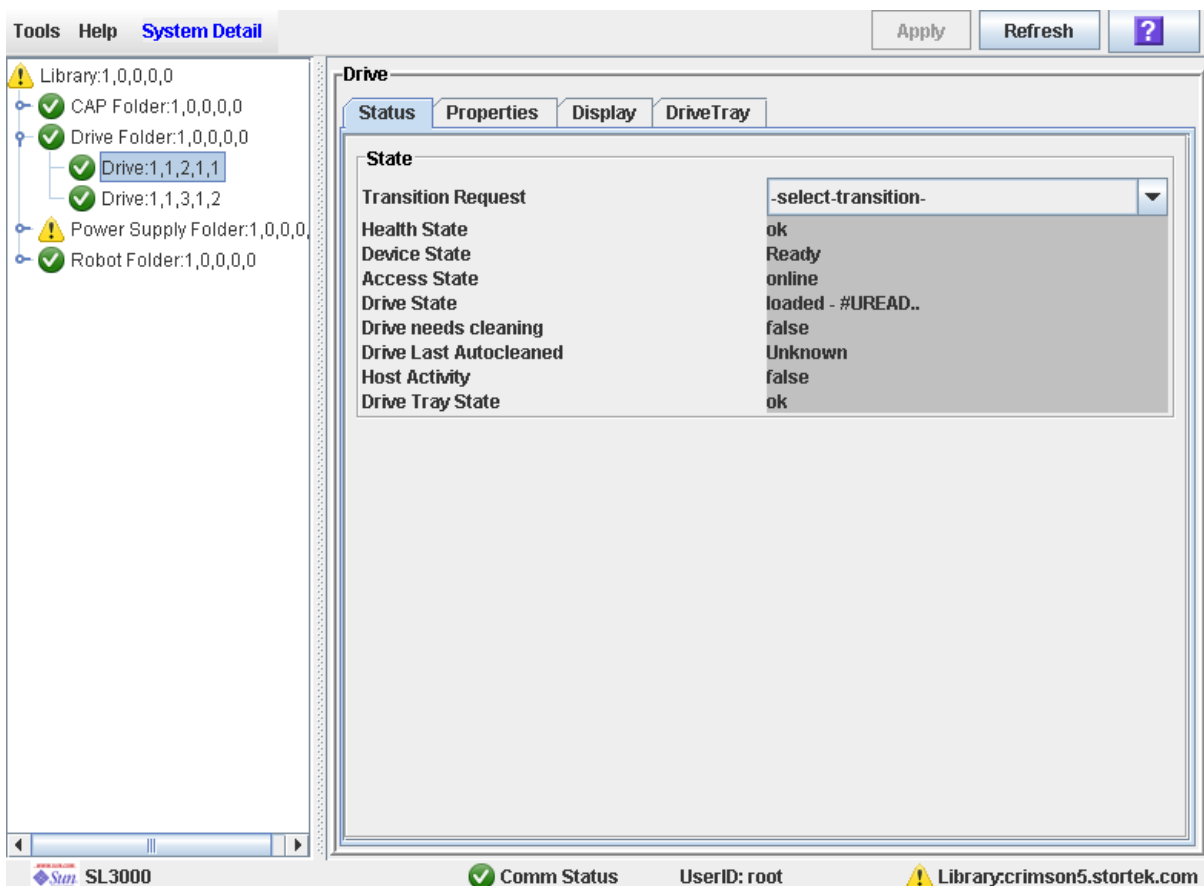 Tools Help System Detail
Apply Refresh ?
Library:1,0,0,0,0
CAP Folder:1,0,0,0,0
Drive Folder:1,0,0,0,0
Drive:1,1,2,1,1
Drive:1,1,3,1,2
Power Supply Folder:1,0,0,0,
Robot Folder:1,0,0,0,0
Drive
Status Properties Display DriveTray
State
Transition Request -select-transition-
Health State ok
Device State Ready
Access State online
Drive State loaded - #UREAD..
Drive needs cleaning false
Drive Last Autocleaned Unknown
Host Activity false
Drive Tray State ok
Sun SL3000 Comm Status UserID: root Library:crimson5.stortek.com